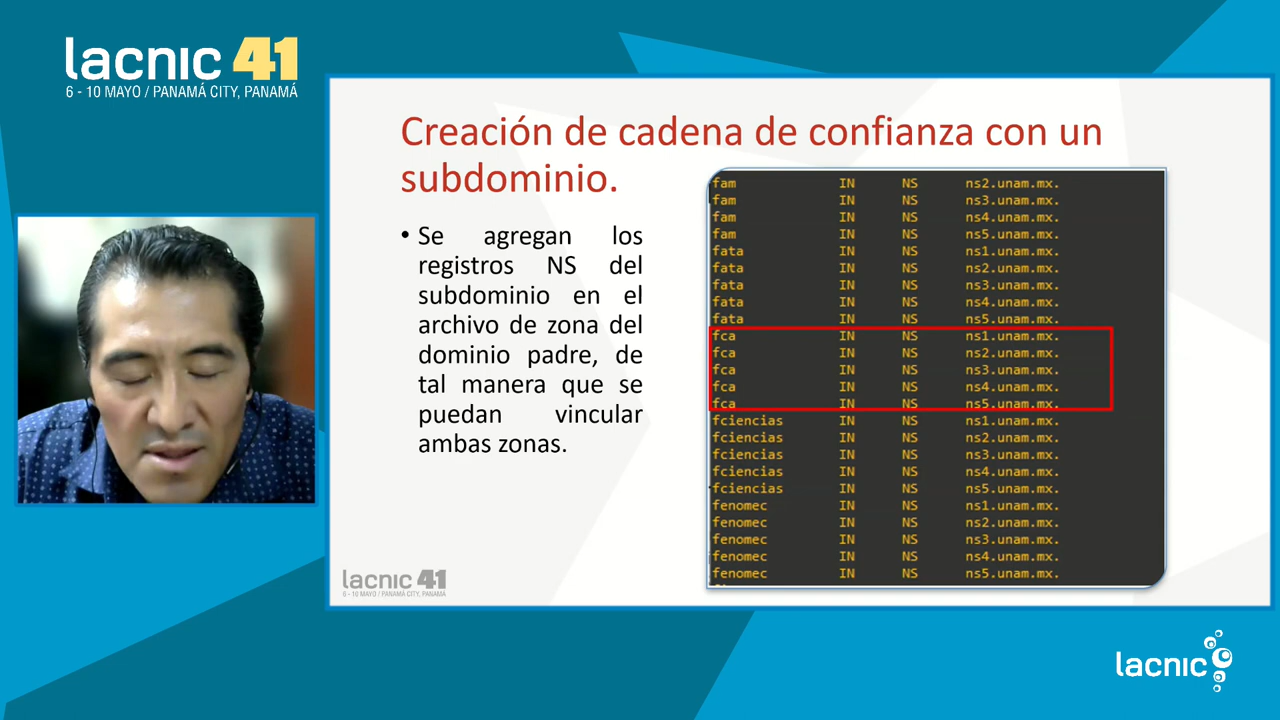 lacnic 41
6 - 10 MAYO / PANAMÁ CITY, PANAMÁ
Creación de cadena de confianza con un
subdominio.
• Se agregan los
registros NS del
subdominio en el
archivo de zona del
dominio padre, de
tal manera que se
puedan vincular
ambas zonas.
fam IN NS ns2.unam.mx.
fam IN NS ns3.unam.mx.
fam IN NS ns4.unam.mx.
fam IN NS ns5.unam.mx.
fata IN NS ns1.unam.mx.
fata IN NS ns2.unam.mx.
fata IN NS ns3.unam.mx.
fata IN NS ns4.unam.mx.
fata IN NS ns5.unam.mx.
fca IN NS ns1.unam.mx.
fca IN NS ns2.unam.mx.
fca IN NS ns3.unam.mx.
fca IN NS ns4.unam.mx.
fca IN NS ns5.unam.mx.
fciencias IN NS ns1.unam.mx.
fciencias IN NS ns2.unam.mx.
fciencias IN NS ns3.unam.mx.
fciencias IN NS ns4.unam.mx.
fciencias IN NS ns5.unam.mx.
fenomec IN NS ns1.unam.mx.
fenomec IN NS ns2.unam.mx.
fenomec IN NS ns3.unam.mx.
fenomec IN NS ns4.unam.mx.
fenomec IN NS ns5.unam.mx.
lacnic 41
6 - 10 MAYO / PANAMÁ CITY, PANAMÁ
lacnic